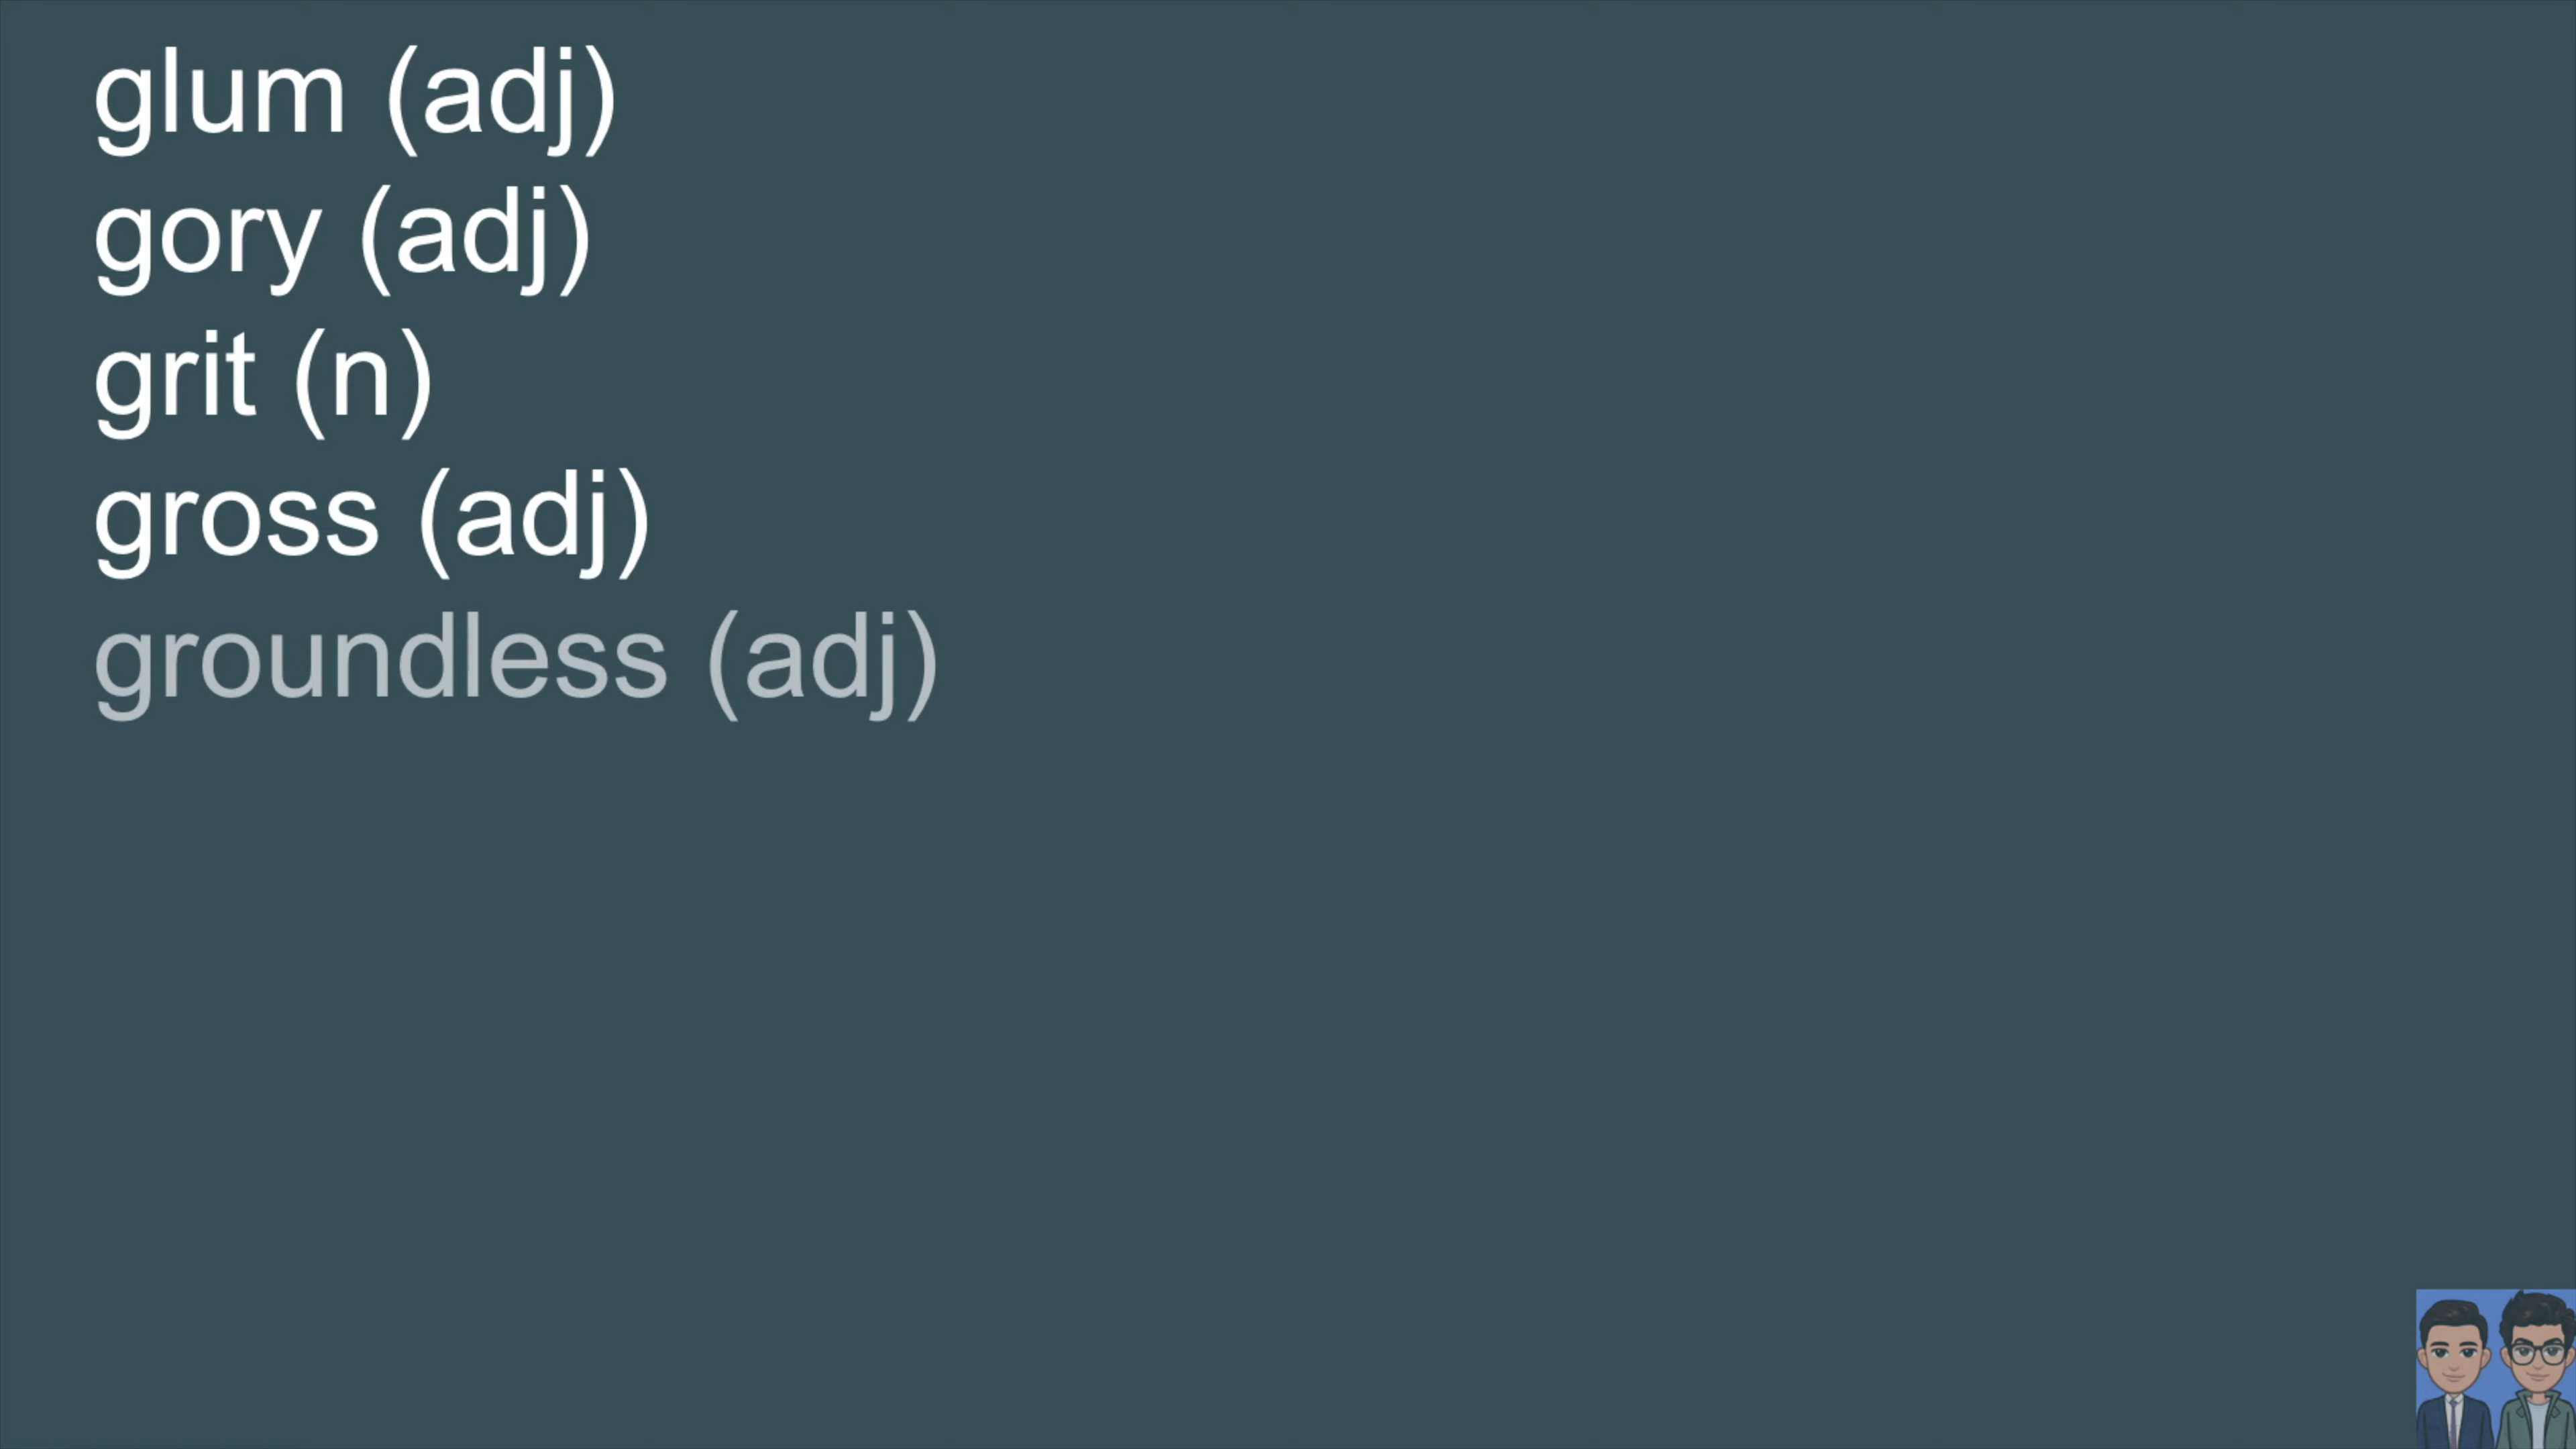 glum (adj)
gory (adj)
grit (n)
gross (adj)
groundless (adj)